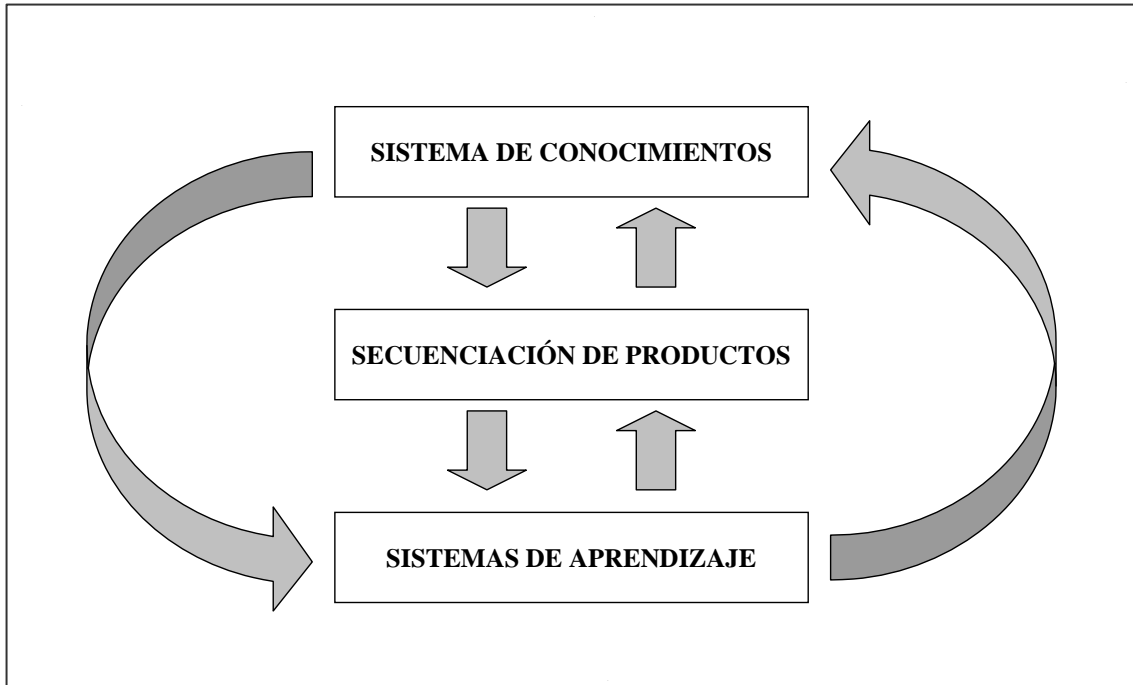 SISTEMA DE CONOCIMIENTOS
SECUENCIACIÓN DE PRODUCTOS
SISTEMAS DE APRENDIZAJE